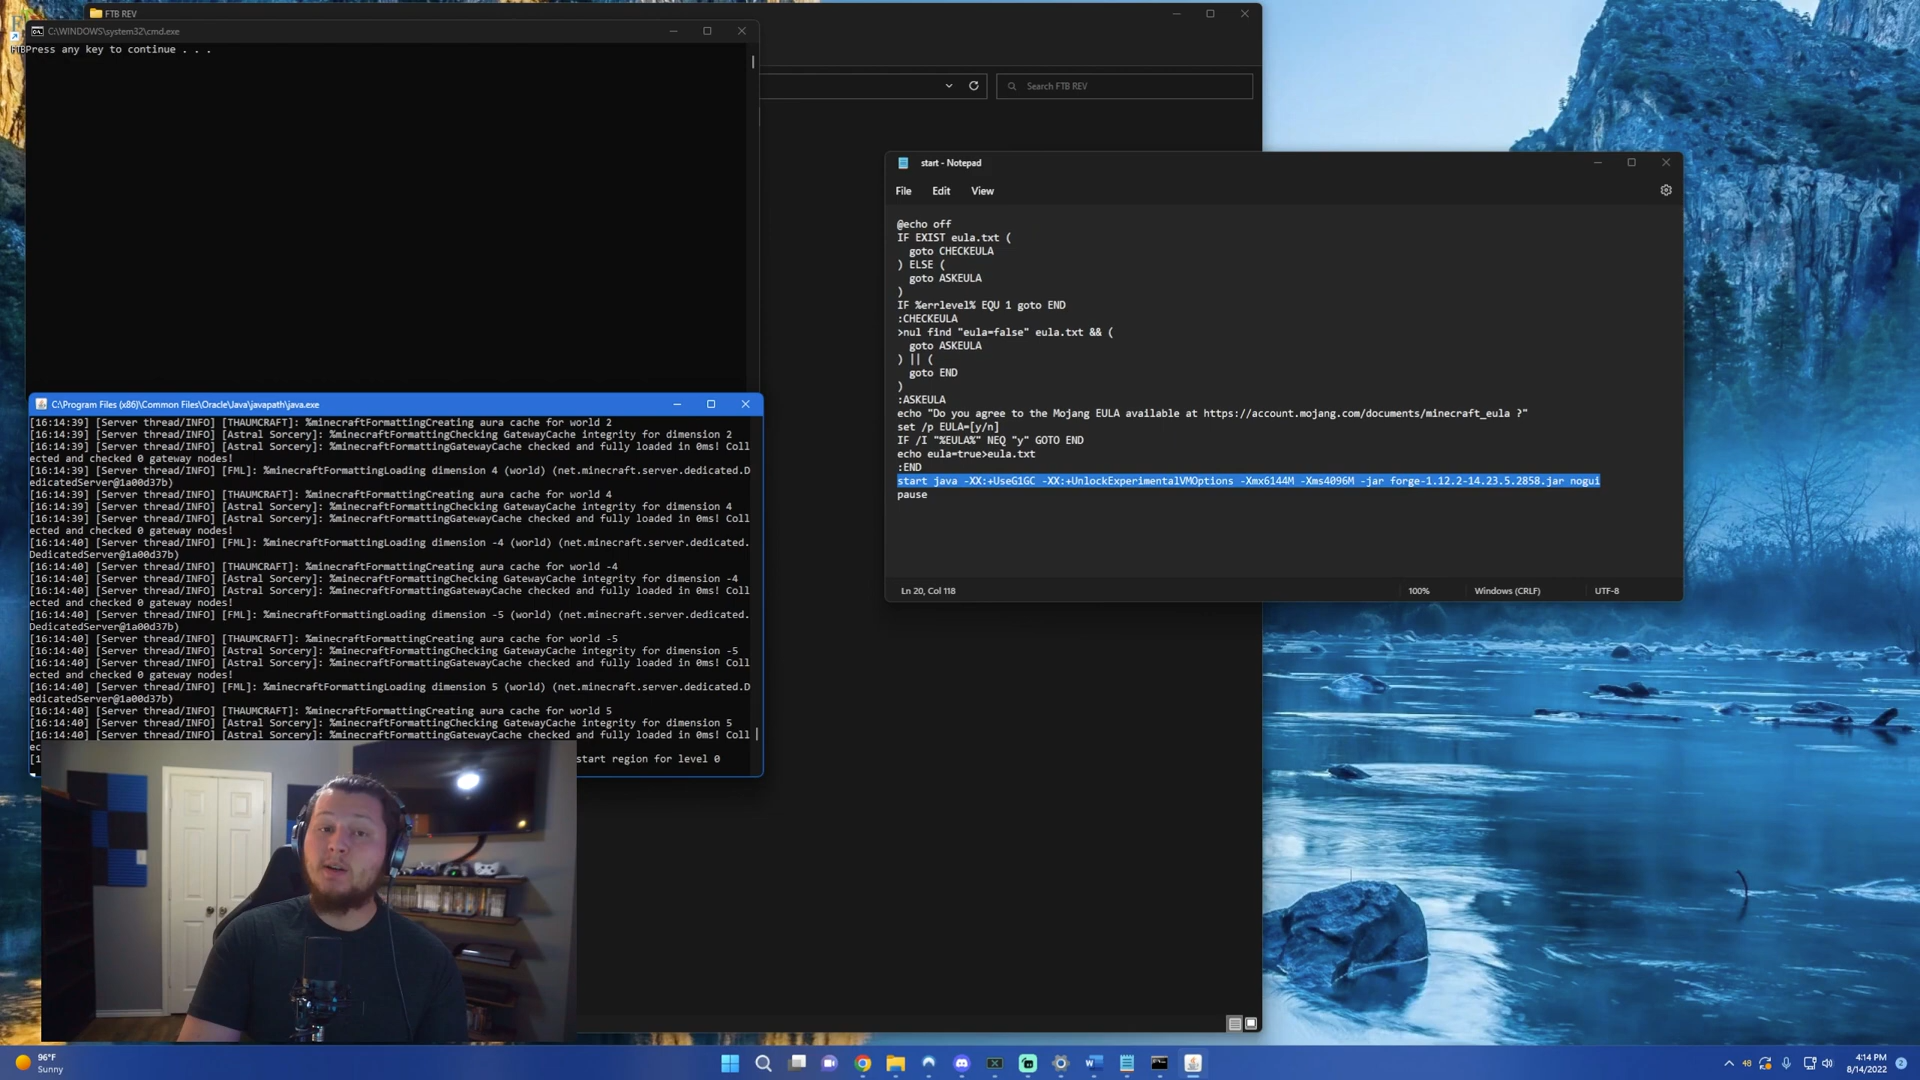 FTB REV
C:\WINDOWS\system32\cmd.exe
Press any key to continue . . .
Search FTB REV
start - Notepad
File Edit View
@echo off
IF EXIST eula.txt (
goto CHECKEULA
) ELSE (
goto ASKEULA
)
IF %errlevel% EQU 1 goto END
:CHECKEULA
>nul find "eula=false" eula.txt && (
goto ASKEULA
) || (
goto END
)
:ASKEULA
echo "Do you agree to the Mojang EULA available at https://account.mojang.com/documents/minecraft_eula ?"
set /p EULA=[y/n]
IF /I "%EULA%" NEQ "y" GOTO END
echo eula=true>eula.txt
:END
start java -XX:+UseG1GC -XX:+UnlockExperimentalVMOptions -Xmx6144M -Xms4096M -jar forge-1.12.2-14.23.5.2858.jar nogui
pause
Ln 20, Col 118 100% Windows (CRLF) UTF-8
C:\Program Files (x86)\Common Files\Oracle\Java\javapath\java.exe
[16:14:39] [Server thread/INFO] [THAUMCRAFT]: %minecraftFormattingCreating aura cache for world 2
[16:14:39] [Server thread/INFO] [Astral Sorcery]: %minecraftFormattingChecking GatewayCache integrity for dimension 2
[16:14:39] [Server thread/INFO] [Astral Sorcery]: %minecraftFormattingGatewayCache checked and fully loaded in 0ms! Coll
ected and checked 0 gateway nodes!
[16:14:39] [Server thread/INFO] [FML]: %minecraftFormattingLoading dimension 4 (world) (net.minecraft.server.dedicated.D
edicatedServer@1a00d37b)
[16:14:39] [Server thread/INFO] [THAUMCRAFT]: %minecraftFormattingCreating aura cache for world 4
[16:14:39] [Server thread/INFO] [Astral Sorcery]: %minecraftFormattingChecking GatewayCache integrity for dimension 4
[16:14:39] [Server thread/INFO] [Astral Sorcery]: %minecraftFormattingGatewayCache checked and fully loaded in 0ms! Coll
ected and checked 0 gateway nodes!
[16:14:40] [Server thread/INFO] [FML]: %minecraftFormattingLoading dimension -4 (world) (net.minecraft.server.dedicated.
DedicatedServer@1a00d37b)
[16:14:40] [Server thread/INFO] [THAUMCRAFT]: %minecraftFormattingCreating aura cache for world -4
[16:14:40] [Server thread/INFO] [Astral Sorcery]: %minecraftFormattingChecking GatewayCache integrity for dimension -4
[16:14:40] [Server thread/INFO] [Astral Sorcery]: %minecraftFormattingGatewayCache checked and fully loaded in 0ms! Coll
ected and checked 0 gateway nodes!
[16:14:40] [Server thread/INFO] [FML]: %minecraftFormattingLoading dimension -5 (world) (net.minecraft.server.dedicated.
DedicatedServer@1a00d37b)
[16:14:40] [Server thread/INFO] [THAUMCRAFT]: %minecraftFormattingCreating aura cache for world -5
[16:14:40] [Server thread/INFO] [Astral Sorcery]: %minecraftFormattingChecking GatewayCache integrity for dimension -5
[16:14:40] [Server thread/INFO] [Astral Sorcery]: %minecraftFormattingGatewayCache checked and fully loaded in 0ms! Coll
ected and checked 0 gateway nodes!
[16:14:40] [Server thread/INFO] [FML]: %minecraftFormattingLoading dimension 5 (world) (net.minecraft.server.dedicated.D
edicatedServer@1a00d37b)
[16:14:40] [Server thread/INFO] [THAUMCRAFT]: %minecraftFormattingCreating aura cache for world 5
[16:14:40] [Server thread/INFO] [Astral Sorcery]: %minecraftFormattingChecking GatewayCache integrity for dimension 5
[16:14:40] [Server thread/INFO] [Astral Sorcery]: %minecraftFormattingGatewayCache checked and fully loaded in 0ms! Coll
start region for level 0
96°F
Sunny
48
4:14 PM
8/14/2022
2